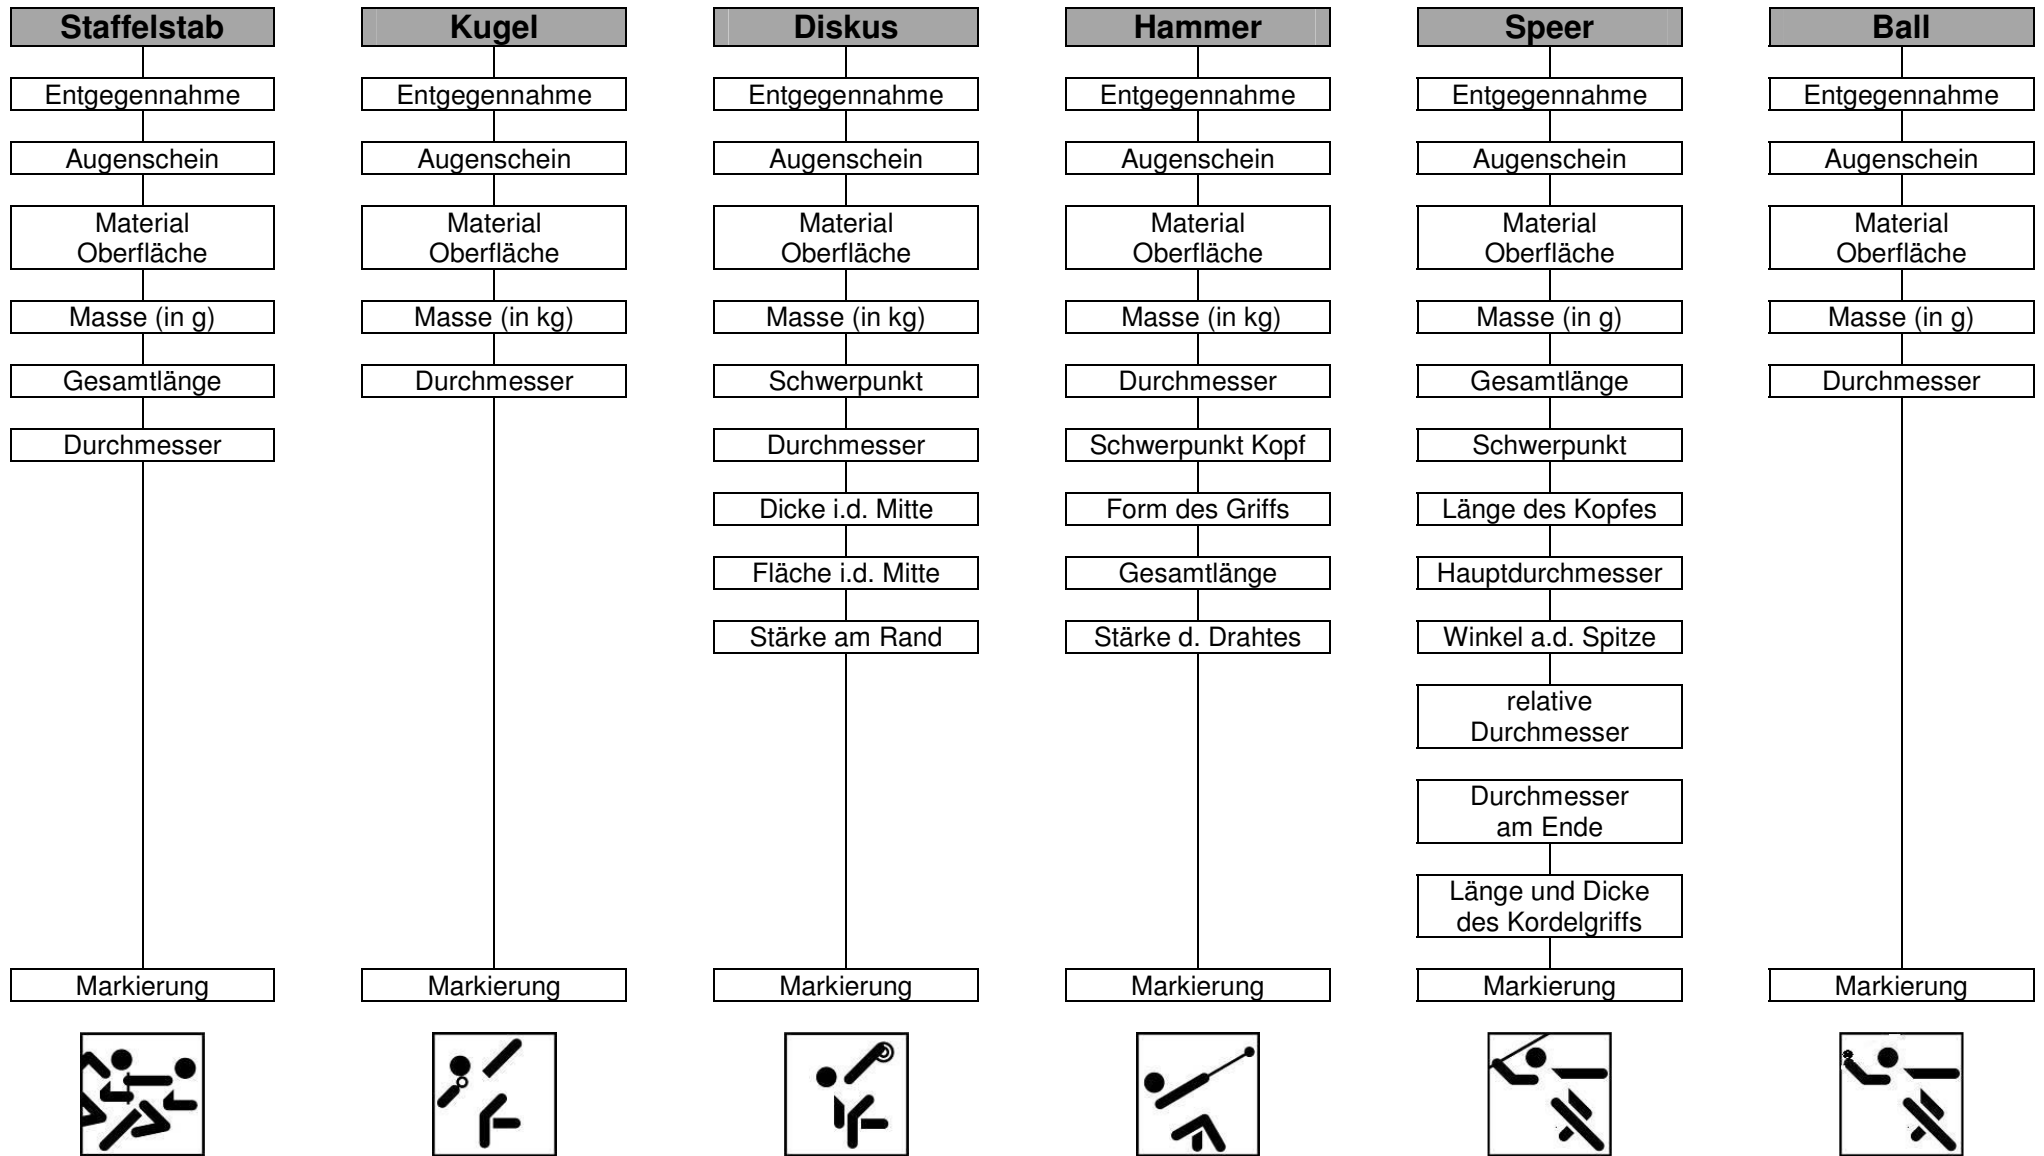 Staffelstab
Entgegennahme
Augenschein
Material
Oberfläche
Masse (in g)
Gesamtlänge
Durchmesser
Markierung
Kugel
Entgegennahme
Augenschein
Material
Oberfläche
Masse (in kg)
Durchmesser
Markierung
Diskus
Entgegennahme
Augenschein
Material
Oberfläche
Masse (in kg)
Schwerpunkt
Durchmesser
Dicke i.d. Mitte
Fläche i.d. Mitte
Stärke am Rand
Markierung
Hammer
Entgegennahme
Augenschein
Material
Oberfläche
Masse (in kg)
Durchmesser
Schwerpunkt Kopf
Form des Griffs
Gesamtlänge
Stärke d. Drahtes
Markierung
Speer
Entgegennahme
Augenschein
Material
Oberfläche
Masse (in g)
Gesamtlänge
Schwerpunkt
Länge des Kopfes
Hauptdurchmesser
Winkel a.d. Spitze
relative
Durchmesser
Durchmesser
am Ende
Länge und Dicke
des Kordelgriffs
Markierung
Ball
Entgegennahme
Augenschein
Material
Oberfläche
Masse (in g)
Durchmesser
Markierung